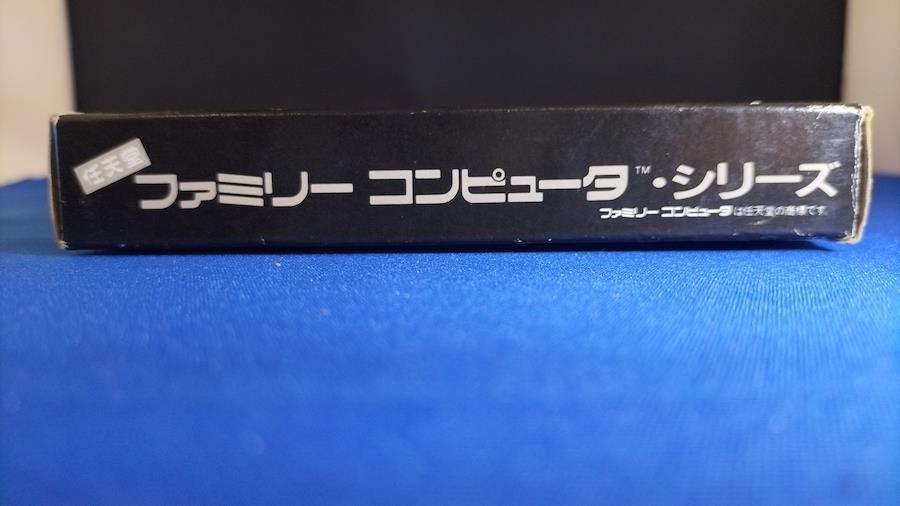 任天堂
ファミリー コンピュータ™・シリーズ
ファミリー コンピュータは任天堂の商標です。